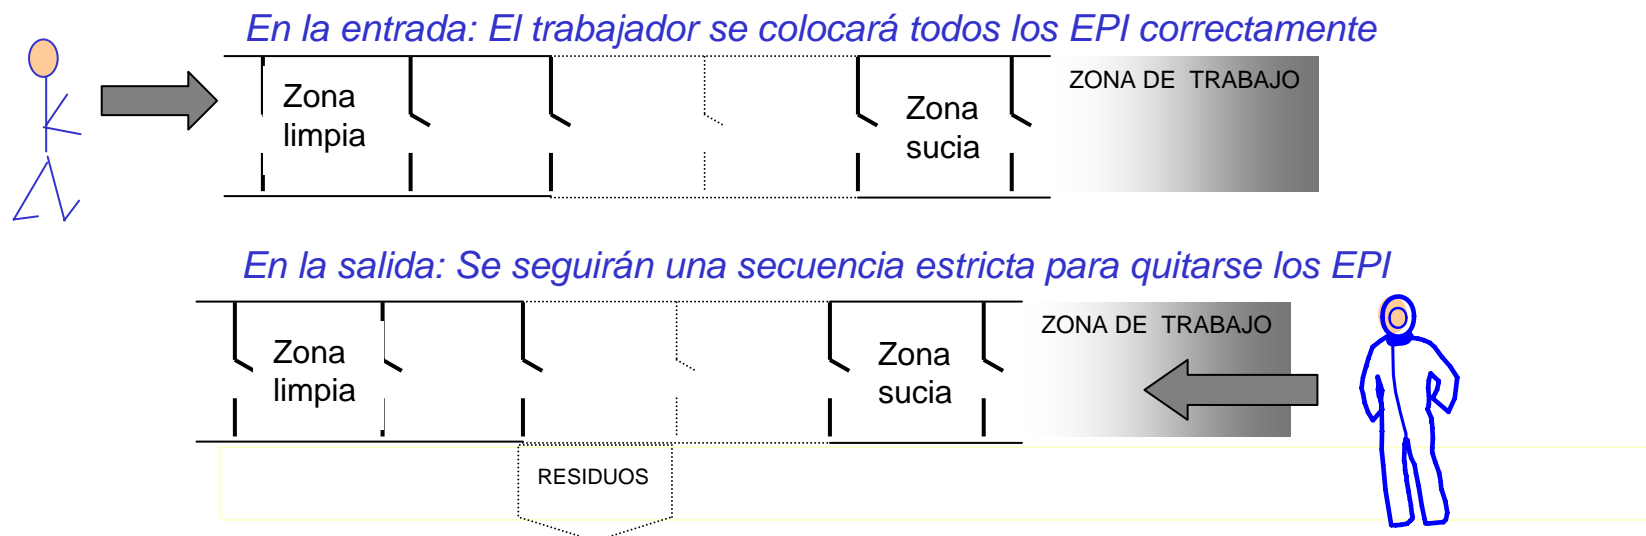 En la entrada: El trabajador se colocará todos los EPI correctamente
Zona
limpia
Zona
sucia
ZONA DE TRABAJO
En la salida: Se seguirán una secuencia estricta para quitarse los EPI
Zona
limpia
Zona
sucia
ZONA DE TRABAJO
RESIDUOS